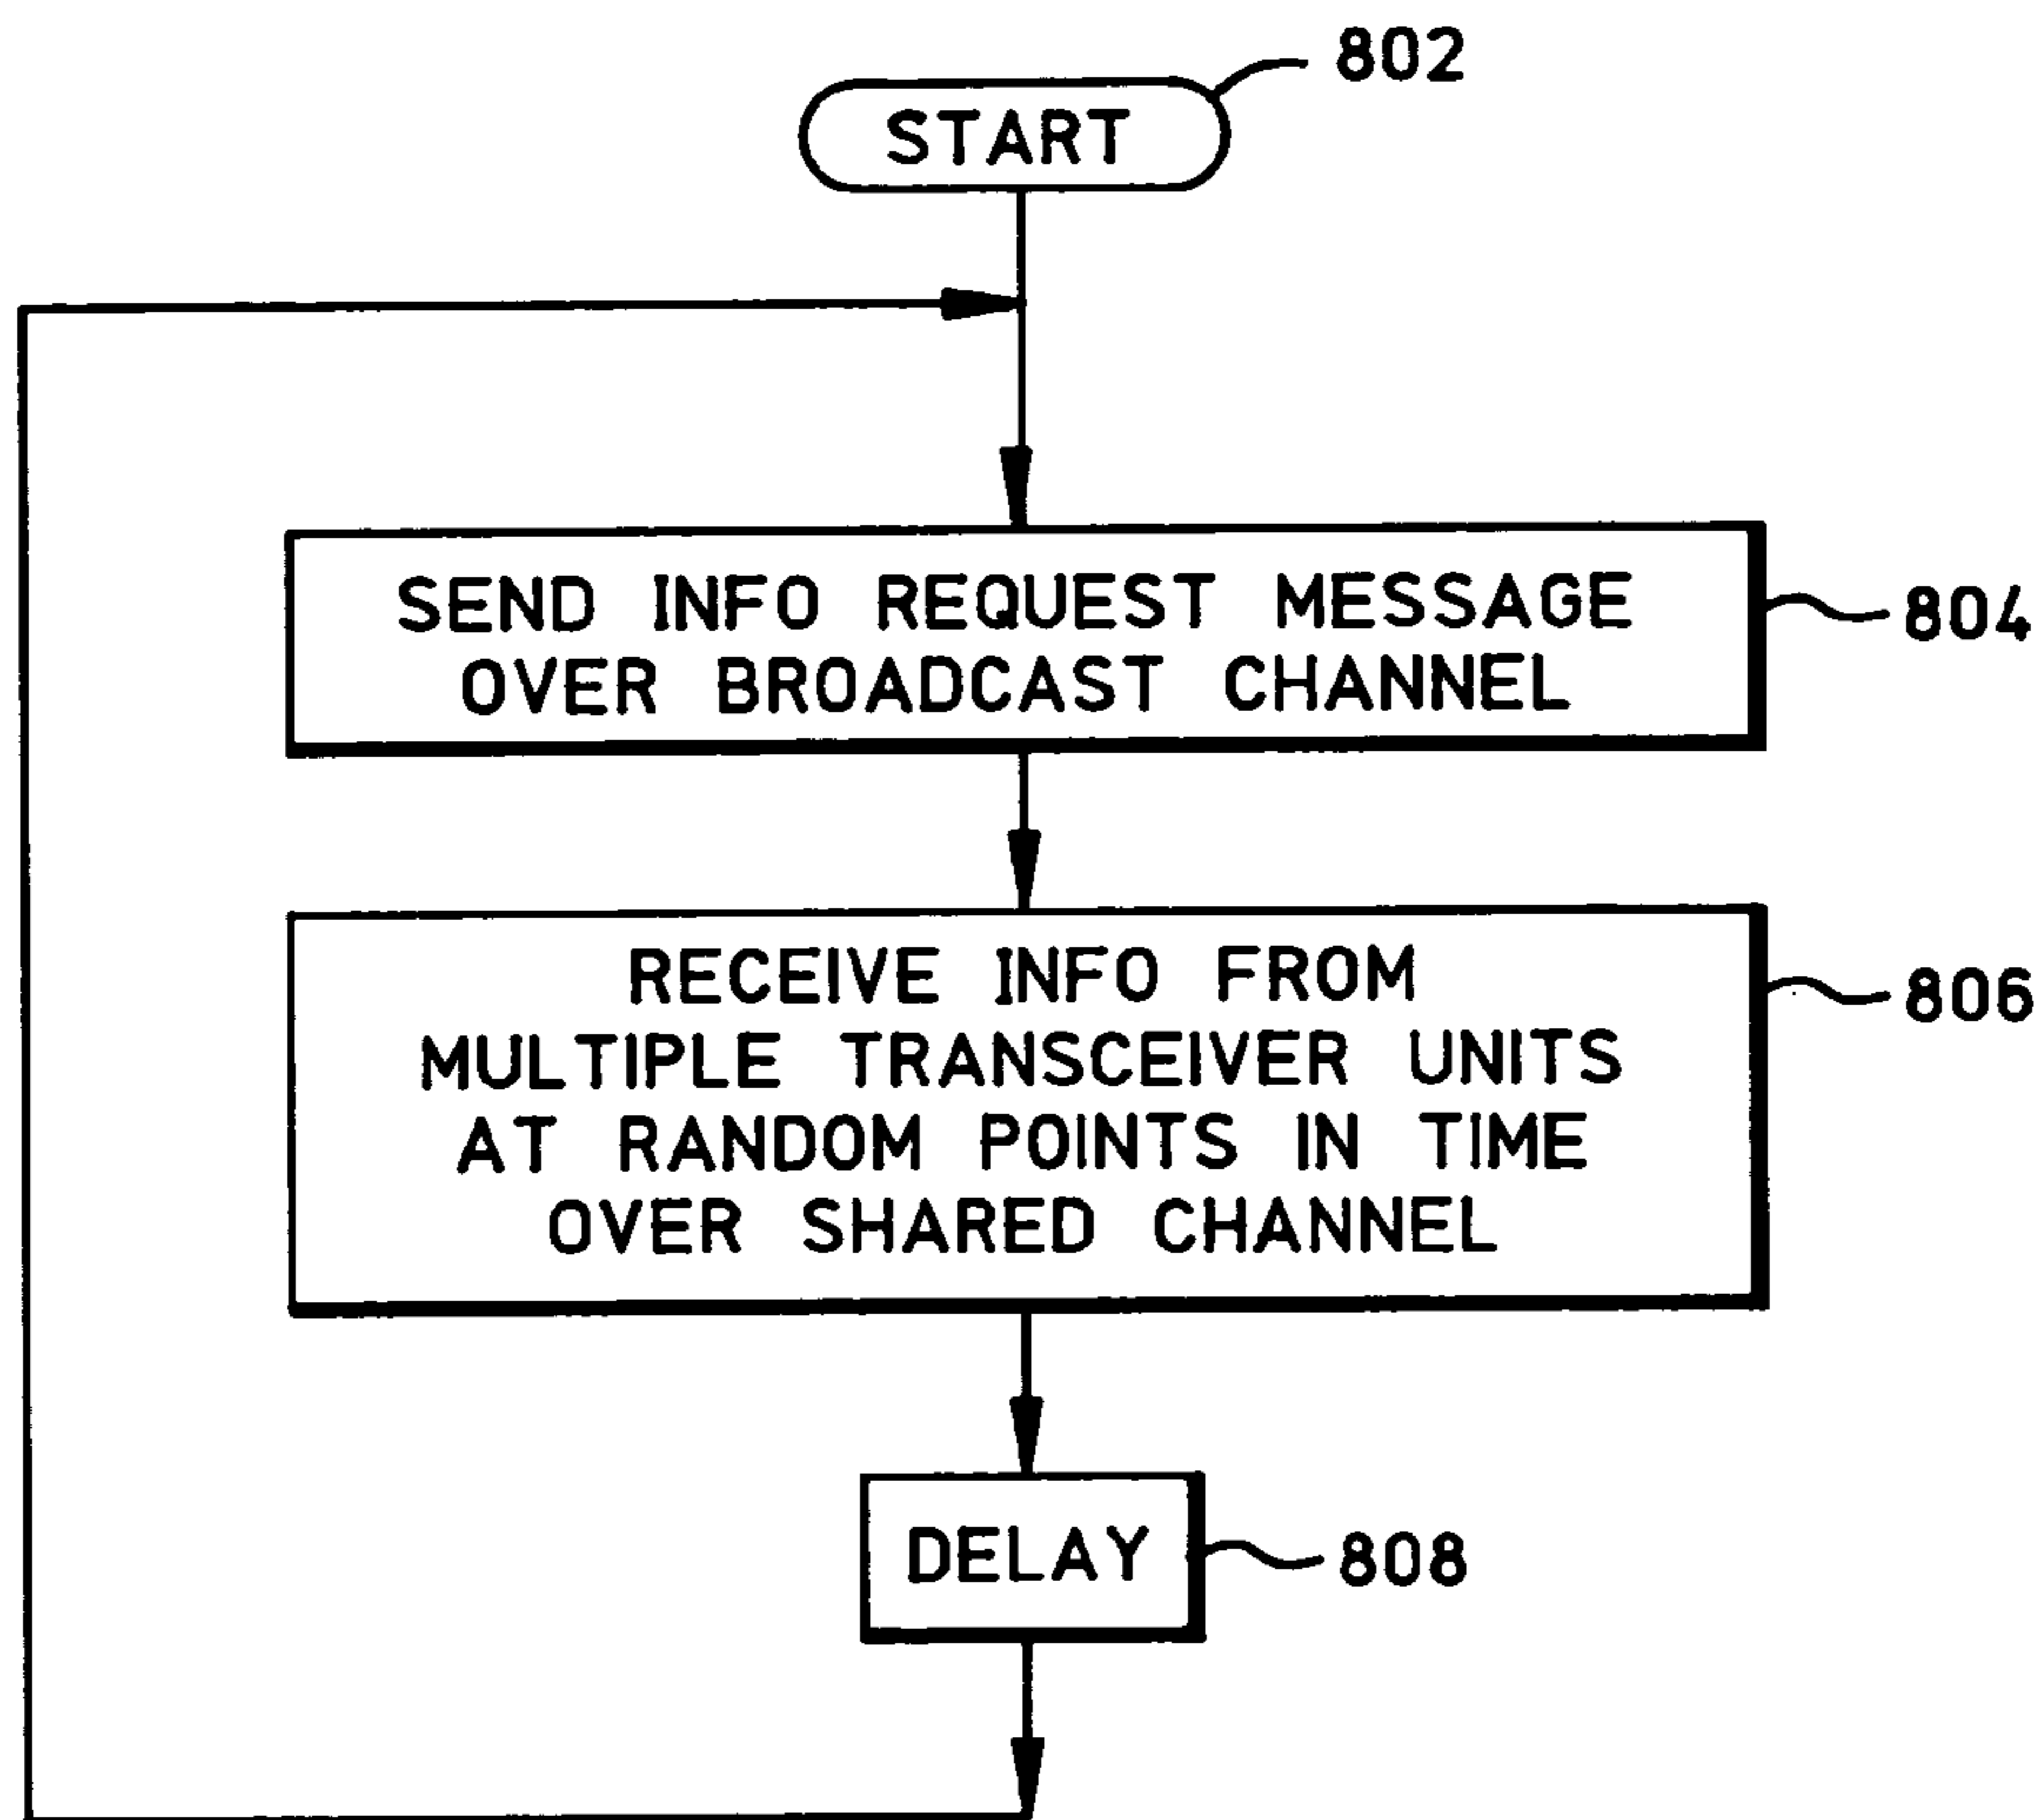 802
START
SEND INFO REQUEST MESSAGE
OVER BROADCAST CHANNEL
804
RECEIVE INFO FROM
MULTIPLE TRANSCEIVER UNITS
AT RANDOM POINTS IN TIME
OVER SHARED CHANNEL
806
DELAY
808